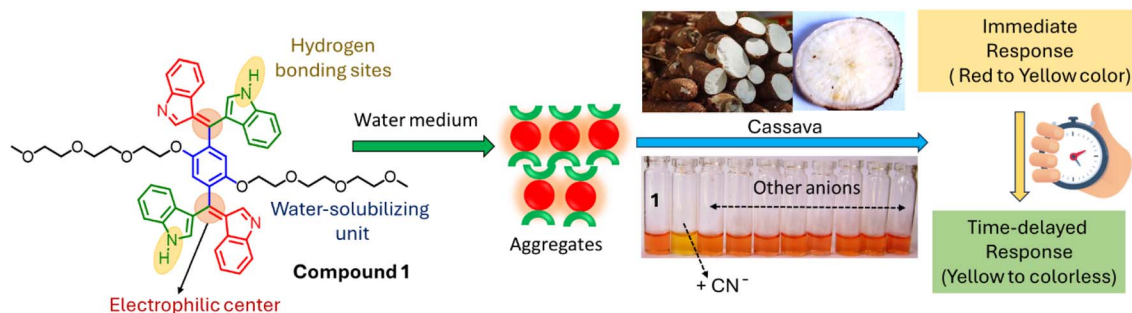 Hydrogen
bonding sites
H
N
N
O
O
O
O
O
O
O
O
N
H
N
Water-solubilizing
unit
Compound 1
Electrophilic center
Water medium
Aggregates
Cassava
1
Other anions
+ CN⁻
Immediate
Response
( Red to Yellow color)
Time-delayed
Response
(Yellow to colorless)